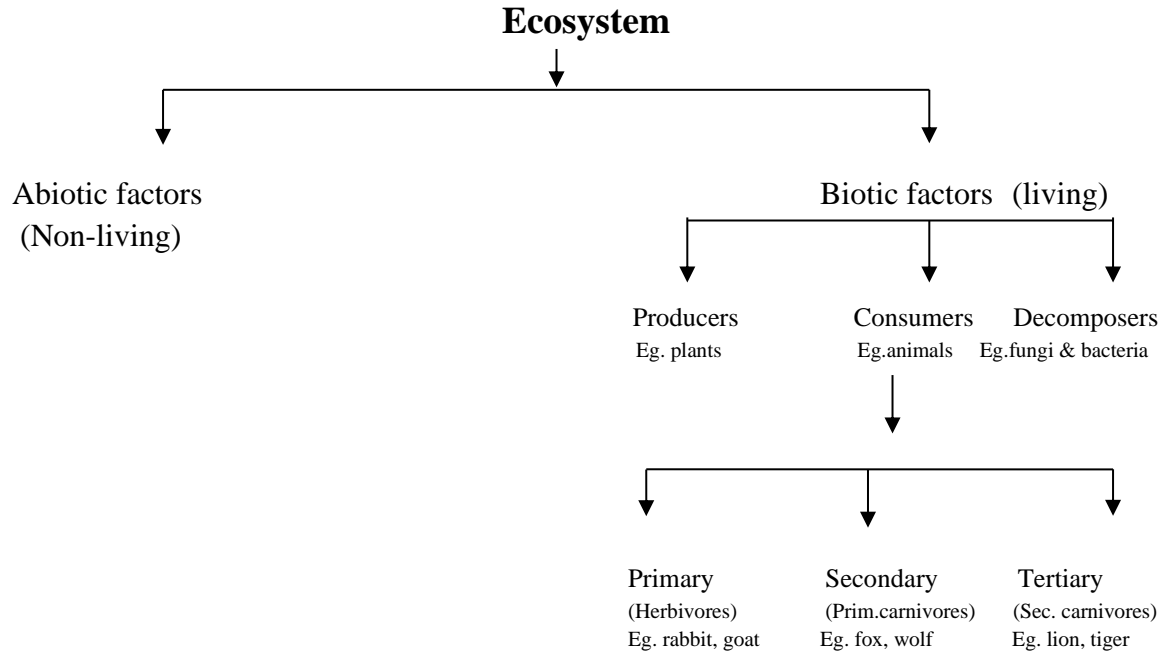 Ecosystem
Abiotic factors
(Non-living)
Biotic factors (living)
Producers
Eg. plants
Consumers
Eg.animals
Decomposers
Eg.fungi & bacteria
Primary
(Herbivores)
Eg. rabbit, goat
Secondary
(Prim.carnivores)
Eg. fox, wolf
Tertiary
(Sec. carnivores)
Eg. lion, tiger